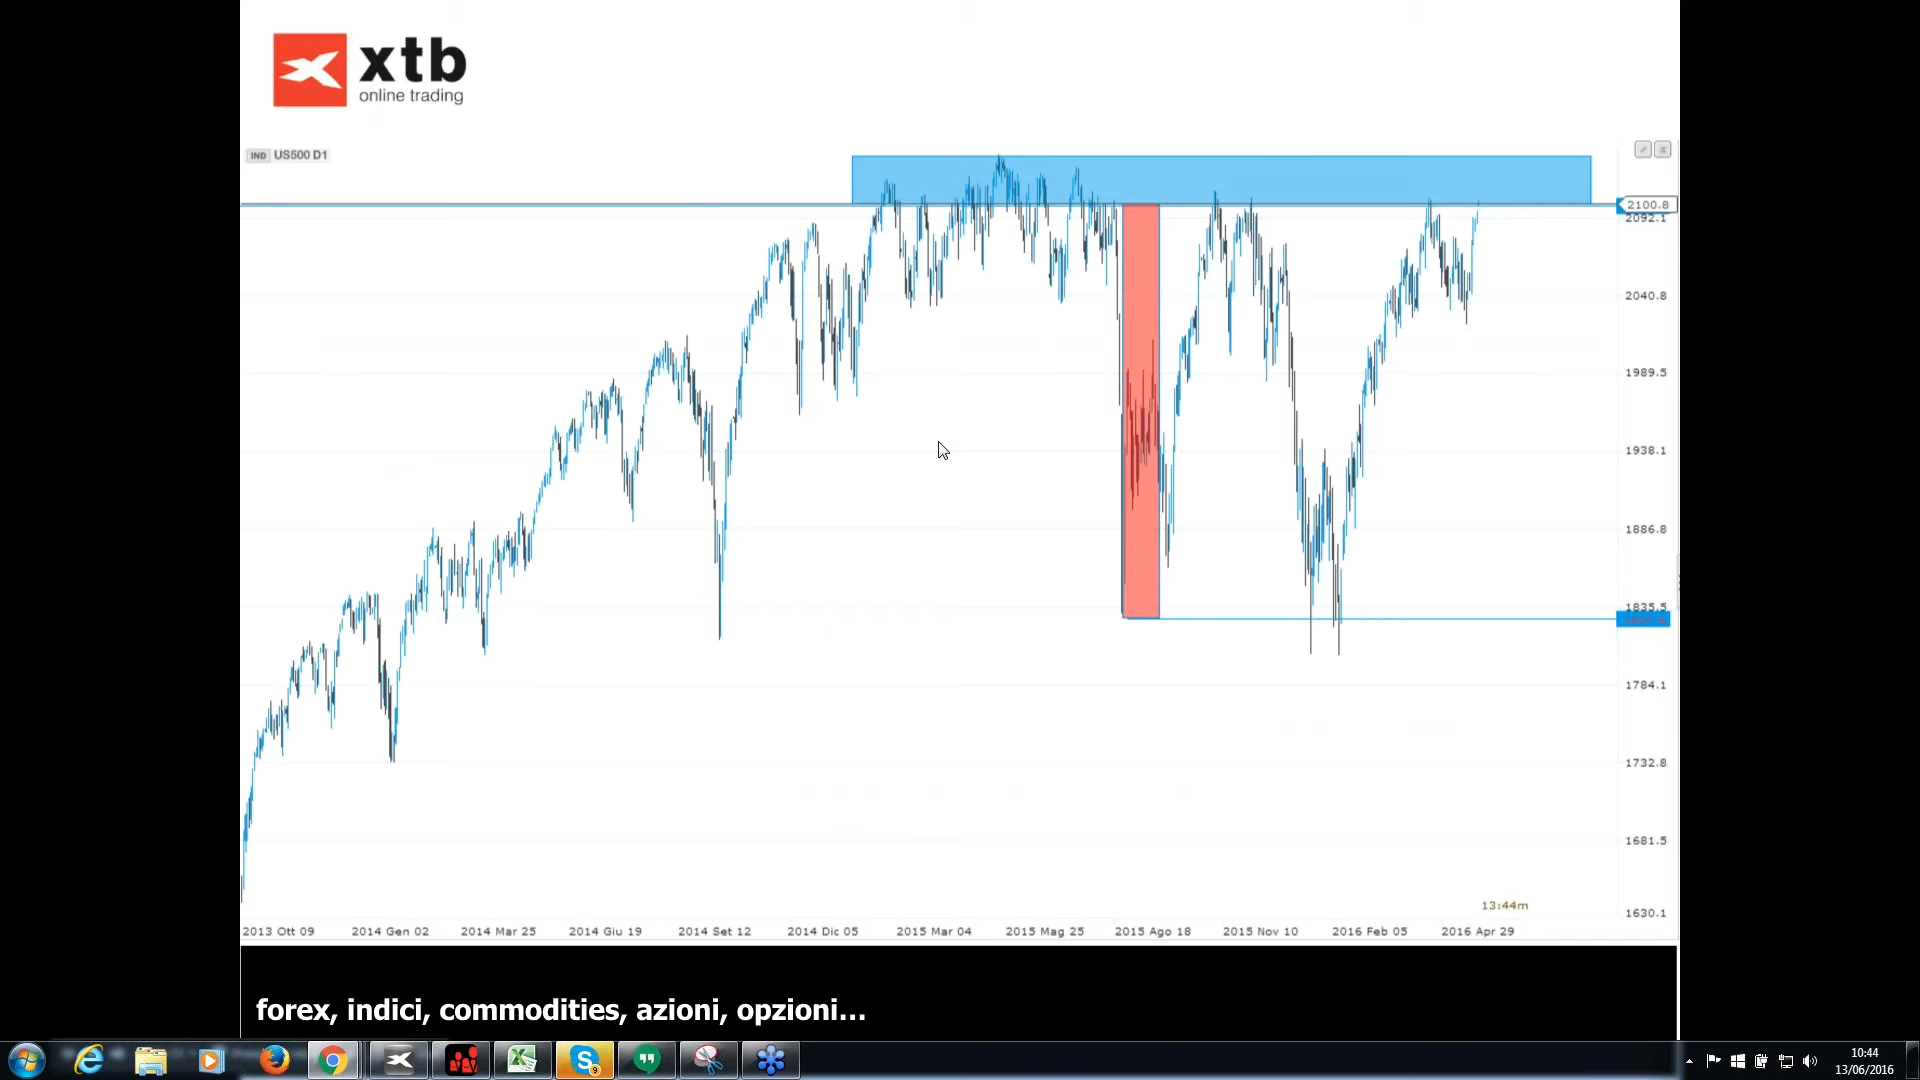 xtb
online trading
IND US500 D1
2100.8
2092.1
2040.8
1989.5
1938.1
1886.8
1835.5
1784.1
1732.8
1681.5
1630.1
13:44m
2013 Ott 09 2014 Gen 02 2014 Mar 25 2014 Giu 19 2014 Set 12 2014 Dic 05 2015 Mar 04 2015 Mag 25 2015 Ago 18 2015 Nov 10 2016 Feb 05 2016 Apr 29
forex, indici, commodities, azioni, opzioni...
9
10:44
13/06/2016